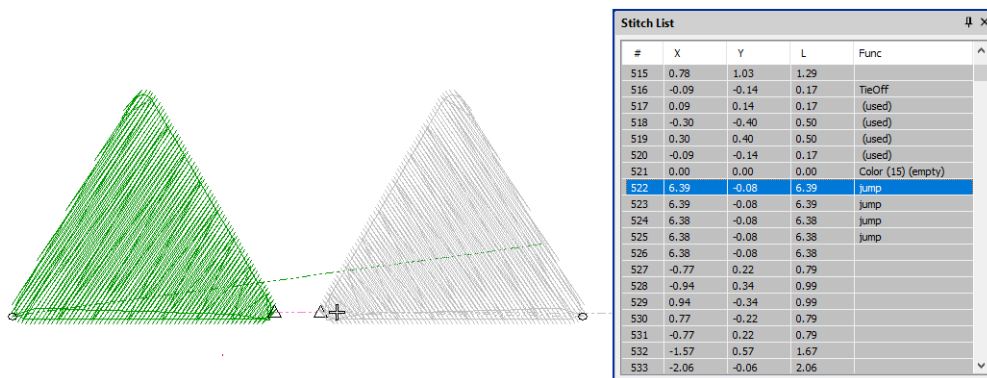 Stitch List
# X Y L Func
515 0.78 1.03 1.29
516 -0.09 -0.14 0.17 TieOff
517 0.09 0.14 0.17 (used)
518 -0.30 -0.40 0.50 (used)
519 0.30 0.40 0.50 (used)
520 -0.09 -0.14 0.17 (used)
521 0.00 0.00 0.00 Color (15) (empty)
522 6.39 -0.08 6.39 jump
523 6.39 -0.08 6.39 jump
524 6.38 -0.08 6.38 jump
525 6.38 -0.08 6.38 jump
526 6.38 -0.08 6.38
527 -0.77 0.22 0.79
528 -0.94 0.34 0.99
529 0.94 -0.34 0.99
530 0.77 -0.22 0.79
531 -0.77 0.22 0.79
532 -1.57 0.57 1.67
533 -2.06 -0.06 2.06